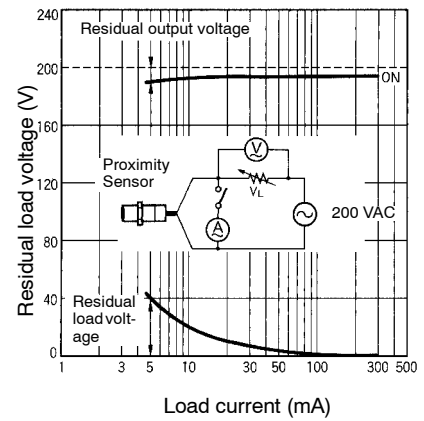 240
Residual output voltage
200
ON
160
Residual load voltage (V)
V
Proximity
Sensor
VL
120
A
200 VAC
80
40
Residual
load volt-
age
0
1 3 5 10 30 50 100 300 500
Load current (mA)